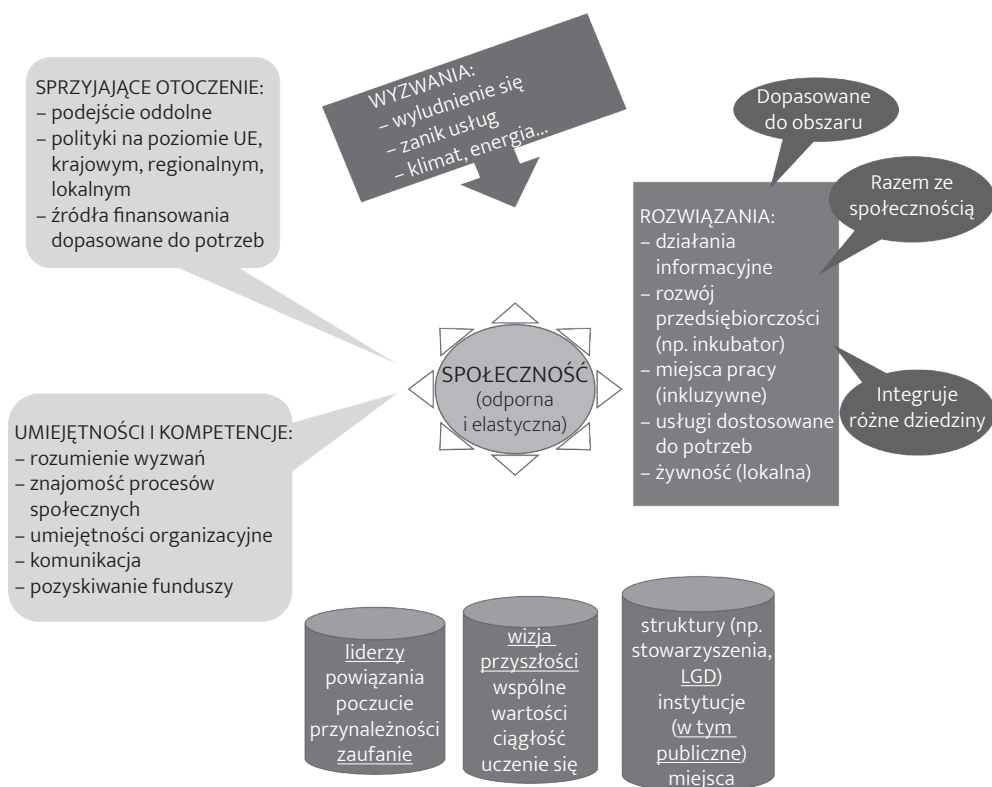 SPRZYJAJĄCE OTOCZENIE:
– podejście oddolne
– polityki na poziomie UE,
krajowym, regionalnym,
lokalnym
– źródła finansowania
dopasowane do potrzeb
WYZWANIA:
– wyludnienie się
– zanik usług
– klimat, energia...
Dopasowane
do obszaru
Razem ze
społecznością
ROZWIĄZANIA:
– działania
informacyjne
– rozwój
przedsiębiorczości
(np. inkubator)
– miejsca pracy
(inkluzywne)
– usługi dostosowane
do potrzeb
– żywność (lokalna)
Integruje
różne dziedziny
SPOŁECZNOŚĆ
(odporna
i elastyczna)
UMIEJĘTNOŚCI I KOMPETENCJE:
– rozumienie wyzwań
– znajomość procesów
społecznych
– umiejętności organizacyjne
– komunikacja
– pozyskiwanie funduszy
liderzy
powiązania
poczucie
przynależności
zaufanie
wizja
przyszłości
wspólne
wartości
ciągłość
uczenie się
struktury (np.
stowarzyszenia,
LGD)
instytucje
(w tym
publiczne)
miejsca